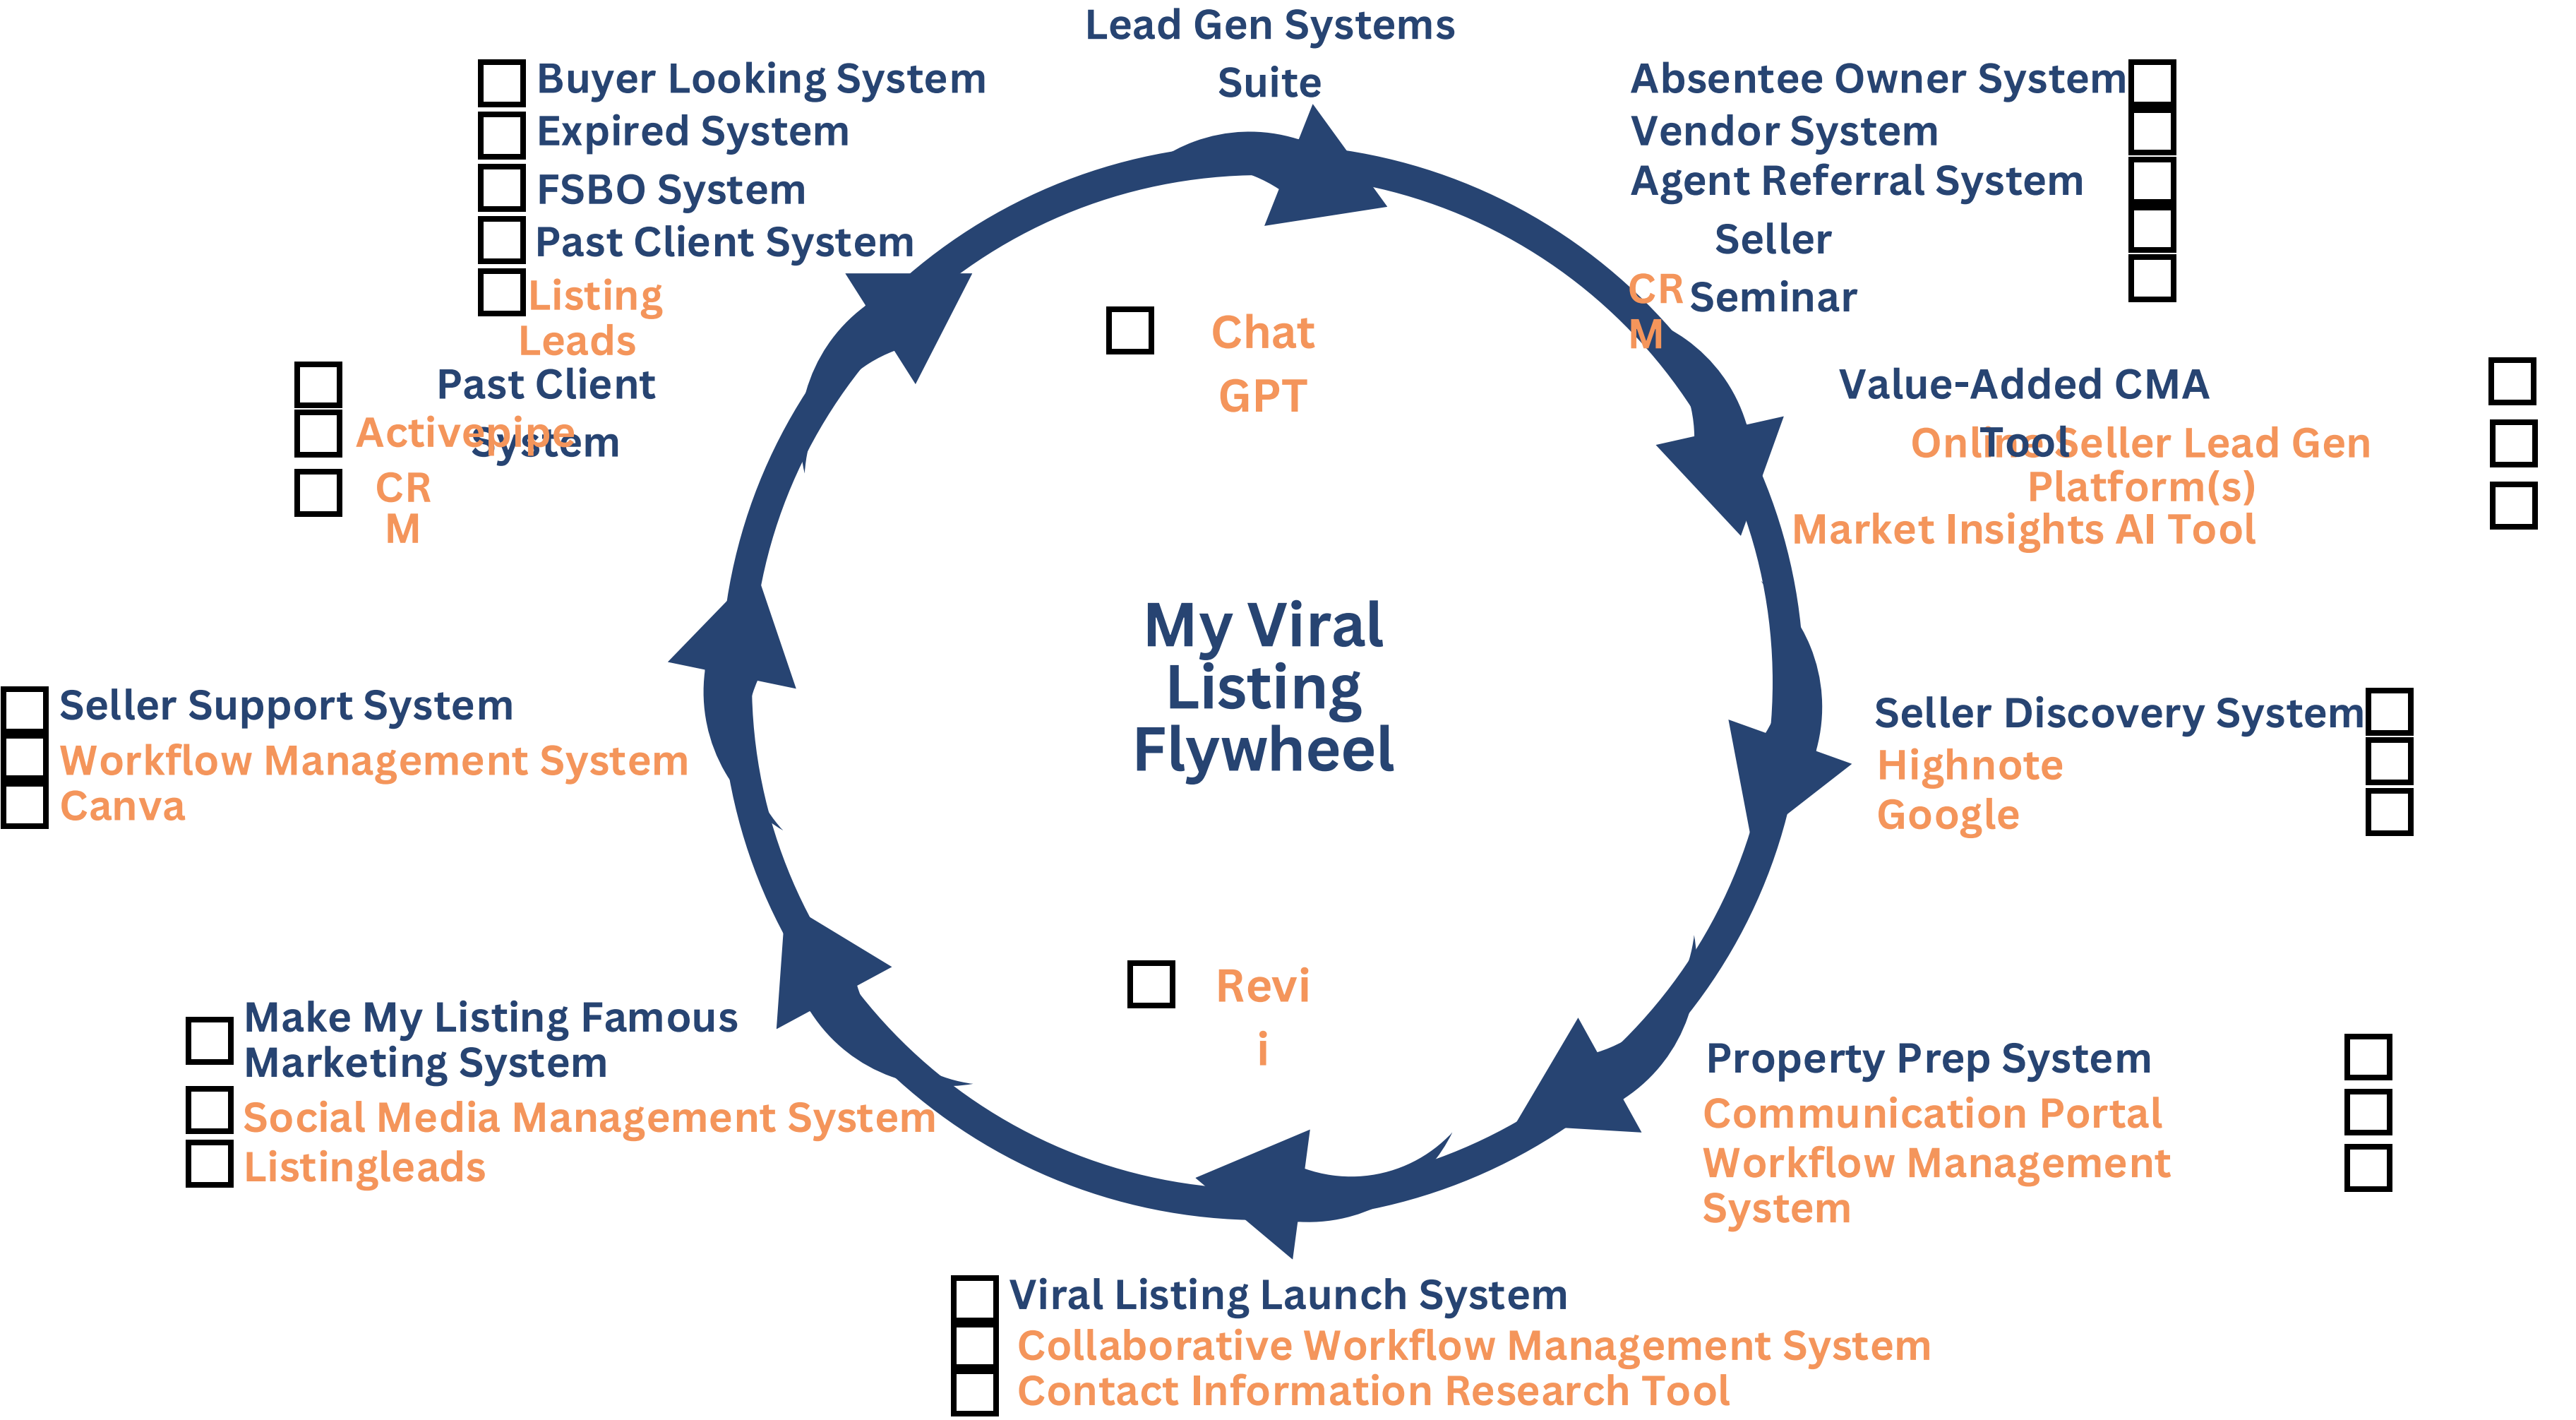 Lead Gen Systems
Suite
Buyer Looking System
Expired System
FSBO System
Past Client System
Listing
Leads
Absentee Owner System
Vendor System
Agent Referral System
Seller
Seminar
CR
M
Chat
GPT
Past Client
System
Activepipe
CR
M
Value-Added CMA
Tool
Online Seller Lead Gen
Platform(s)
Market Insights AI Tool
My Viral
Listing
Flywheel
Seller Support System
Workflow Management System
Canva
Seller Discovery System
Highnote
Google
Revi
i
Make My Listing Famous
Marketing System
Social Media Management System
Listingleads
Property Prep System
Communication Portal
Workflow Management
System
Viral Listing Launch System
Collaborative Workflow Management System
Contact Information Research Tool